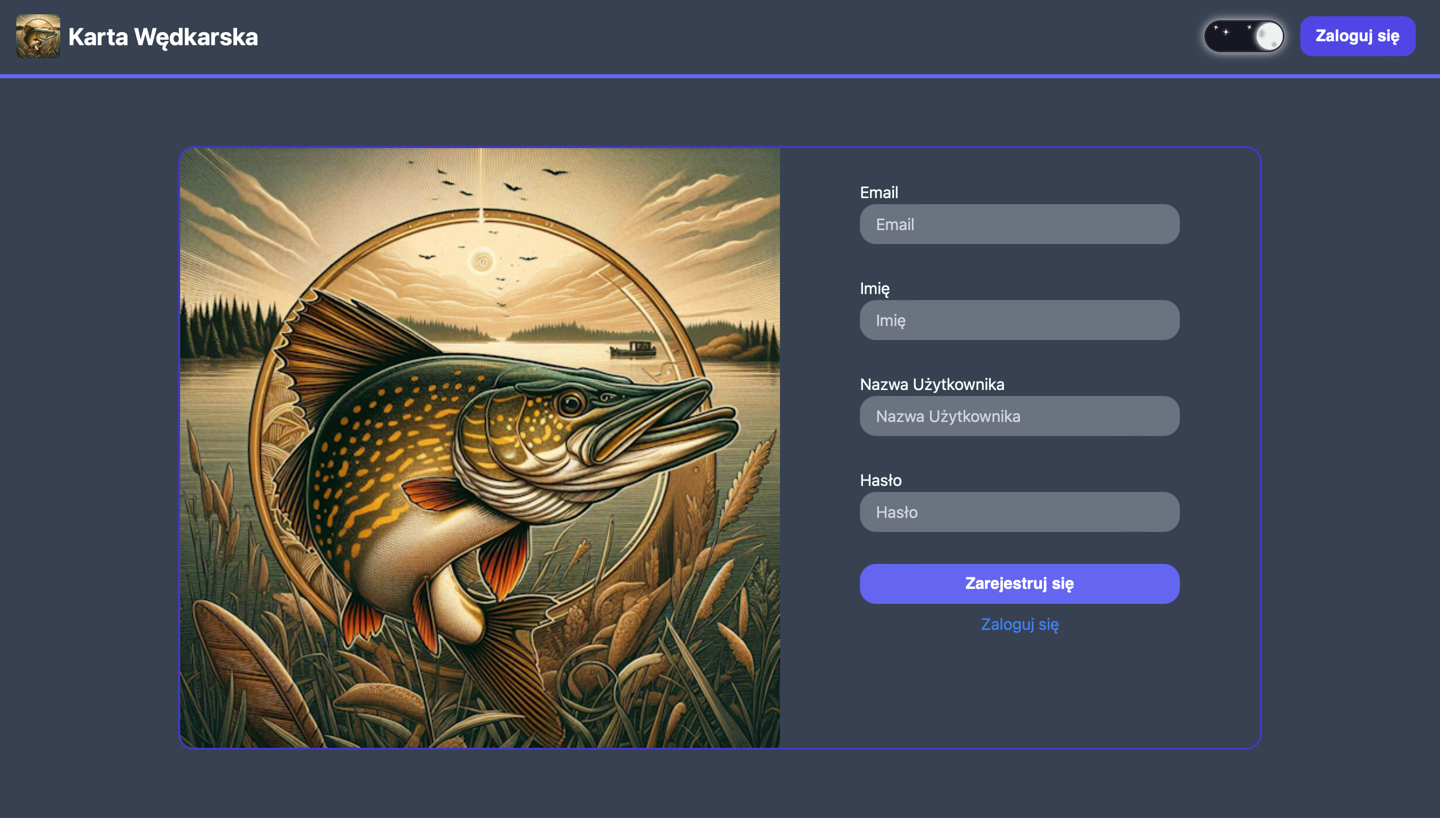 Karta Wędkarska
Zaloguj się
Email
Email
Imię
Imię
Nazwa Użytkownika
Nazwa Użytkownika
Hasło
Hasło
Zarejestruj się
Zaloguj się